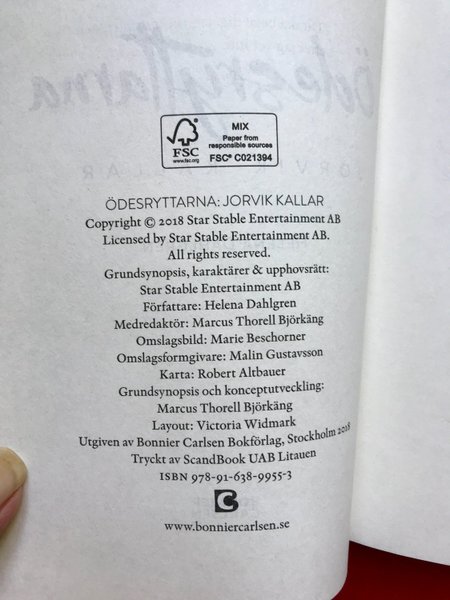 Ödesryttarna
FSC
www.fsc.org
MIX
Paper from
responsible sources
FSC® C021394
ÖDESRYTTARNA: JORVIK KALLAR
Copyright © 2018 Star Stable Entertainment AB
Licensed by Star Stable Entertainment AB.
All rights reserved.
Grundsynopsis, karaktärer & upphovsrätt:
Star Stable Entertainment AB
Författare: Helena Dahlgren
Medredaktör: Marcus Thorell Björkäng
Omslagsbild: Marie Beschorner
Omslagsformgivare: Malin Gustavsson
Karta: Robert Altbauer
Grundsynopsis och konceptutveckling:
Marcus Thorell Björkäng
Layout: Victoria Widmark
Utgiven av Bonnier Carlsen Bokförlag, Stockholm 2018
Tryckt av ScandBook UAB Litauen
ISBN 978-91-638-9955-3
www.bonniercarlsen.se